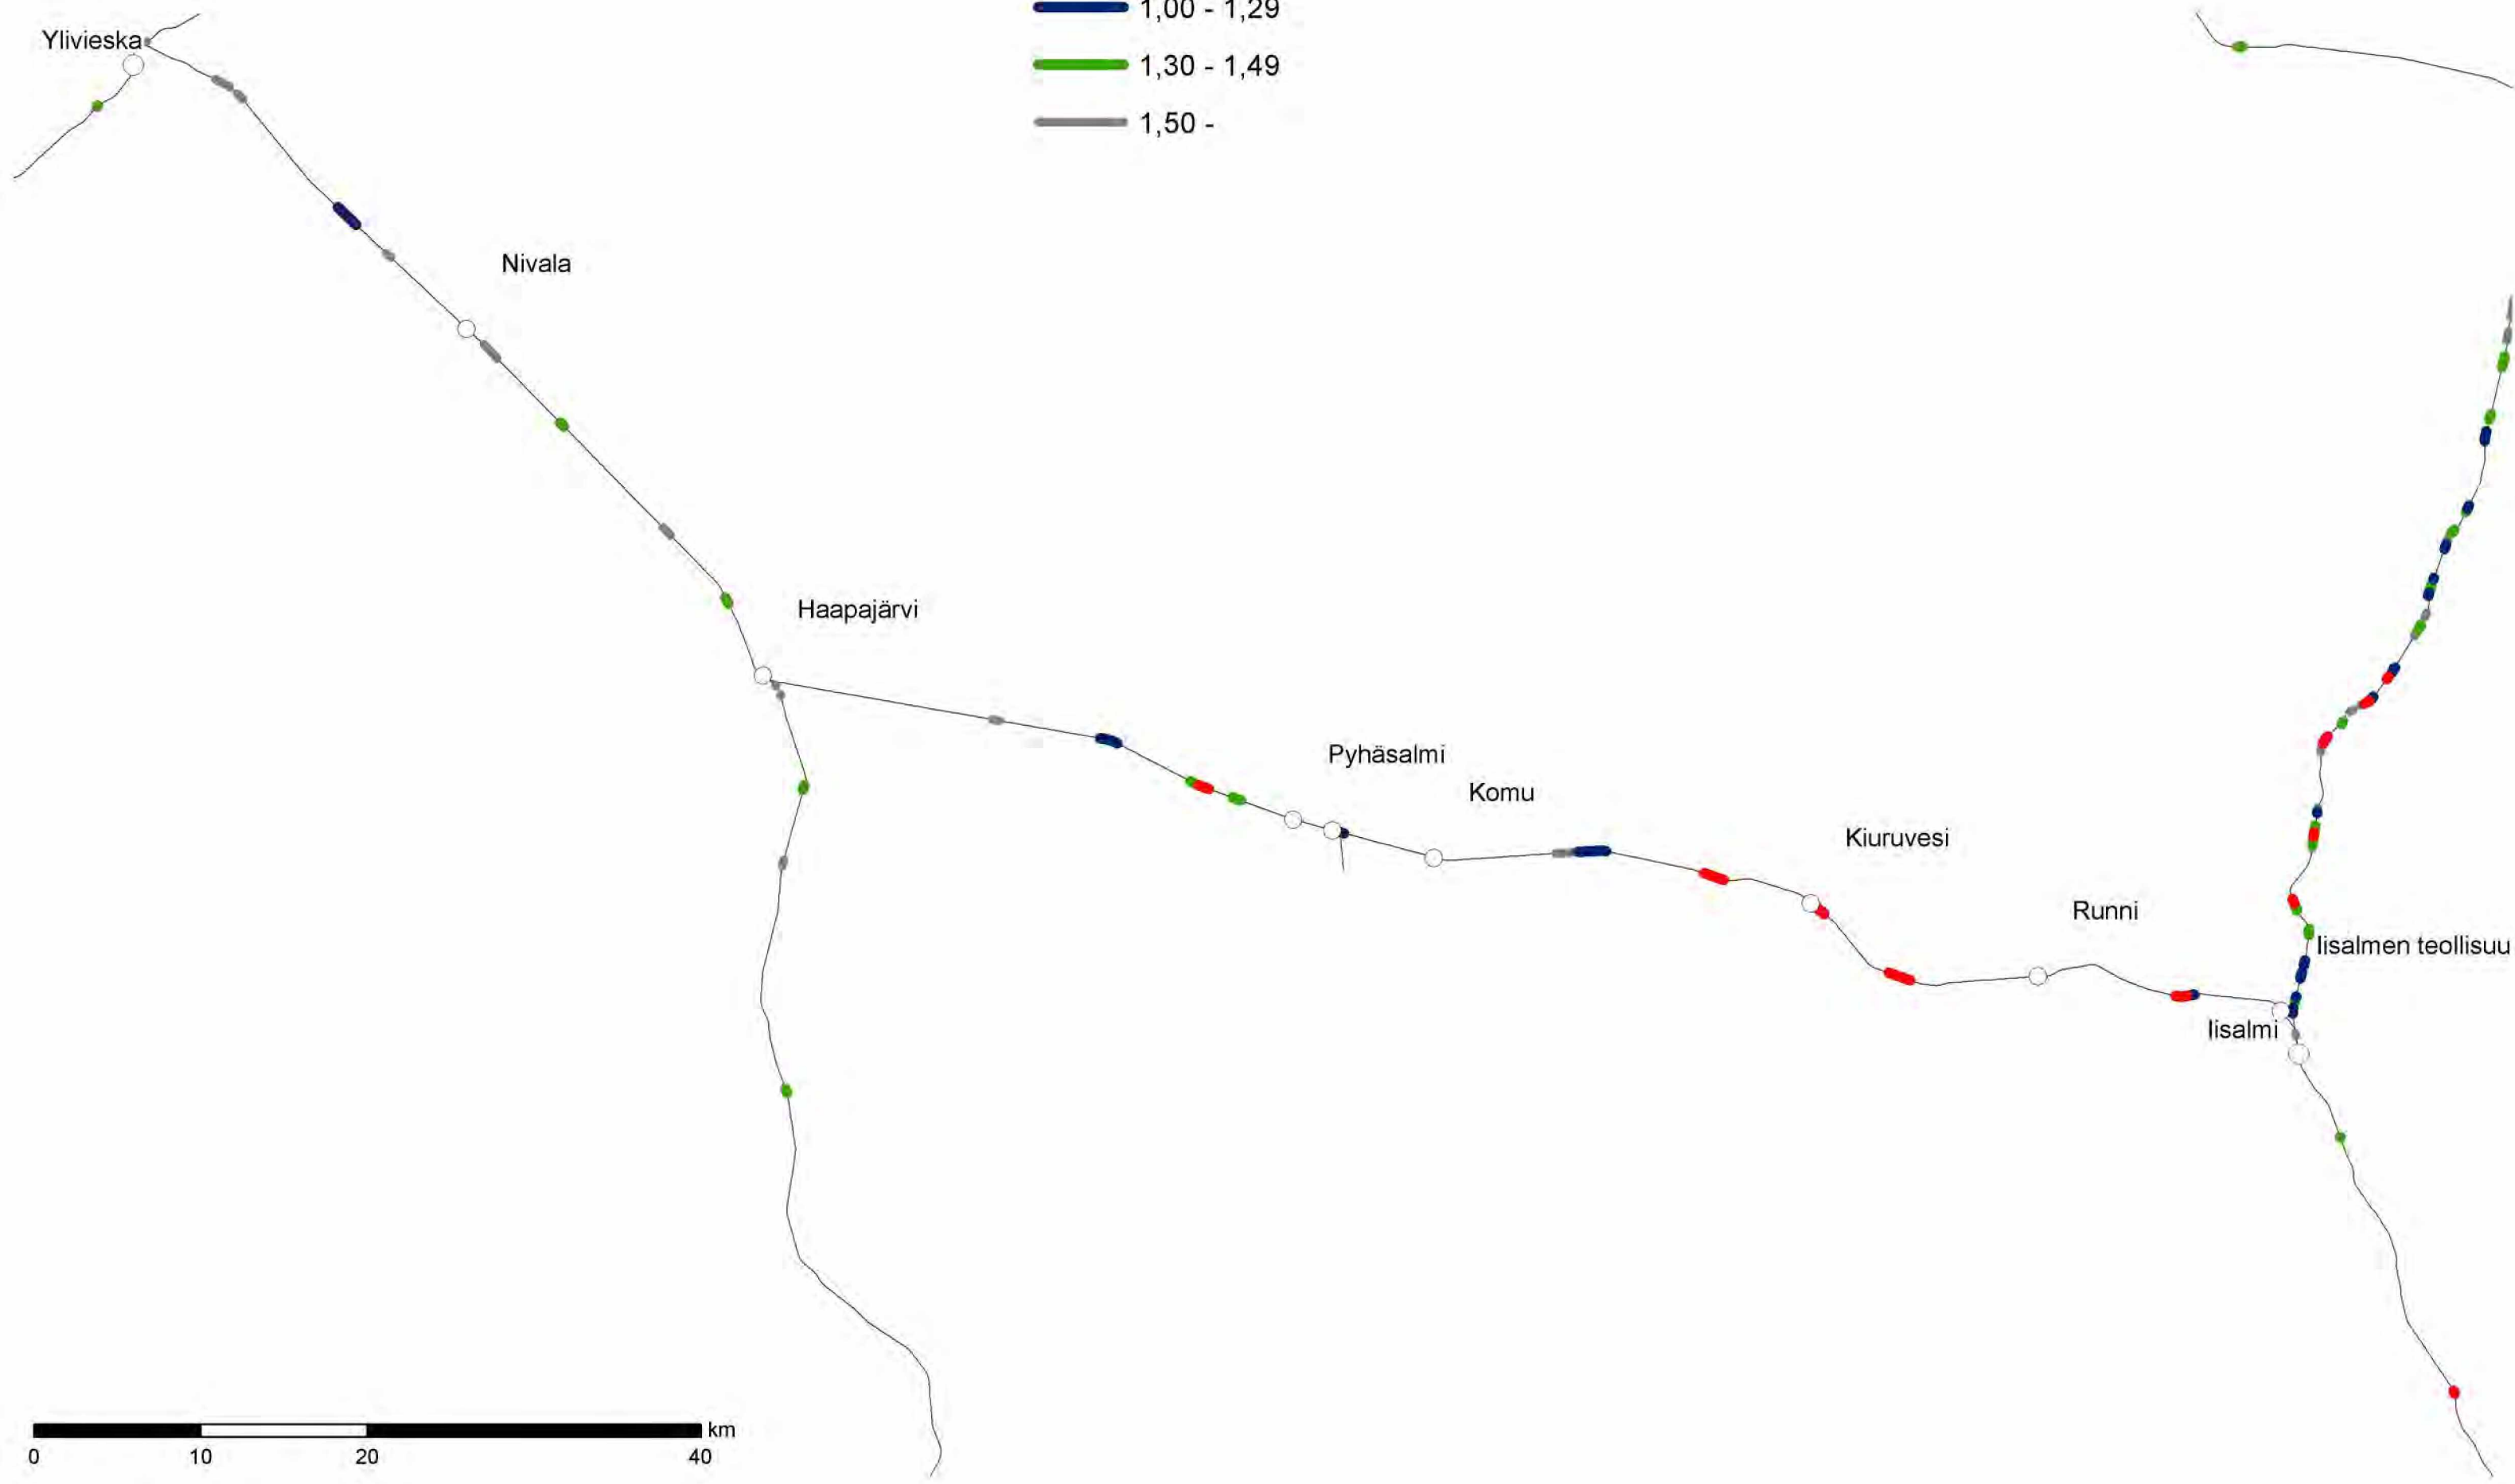 1,00 - 1,29
Ylivieska
1,30 - 1,49
1,50 -
Nivala
Haapajärvi
Pyhäsalmi
Komu
Kiuruvesi
Runni
Iisalmen teollisuu
Iisalmi
km
0 10 20 40